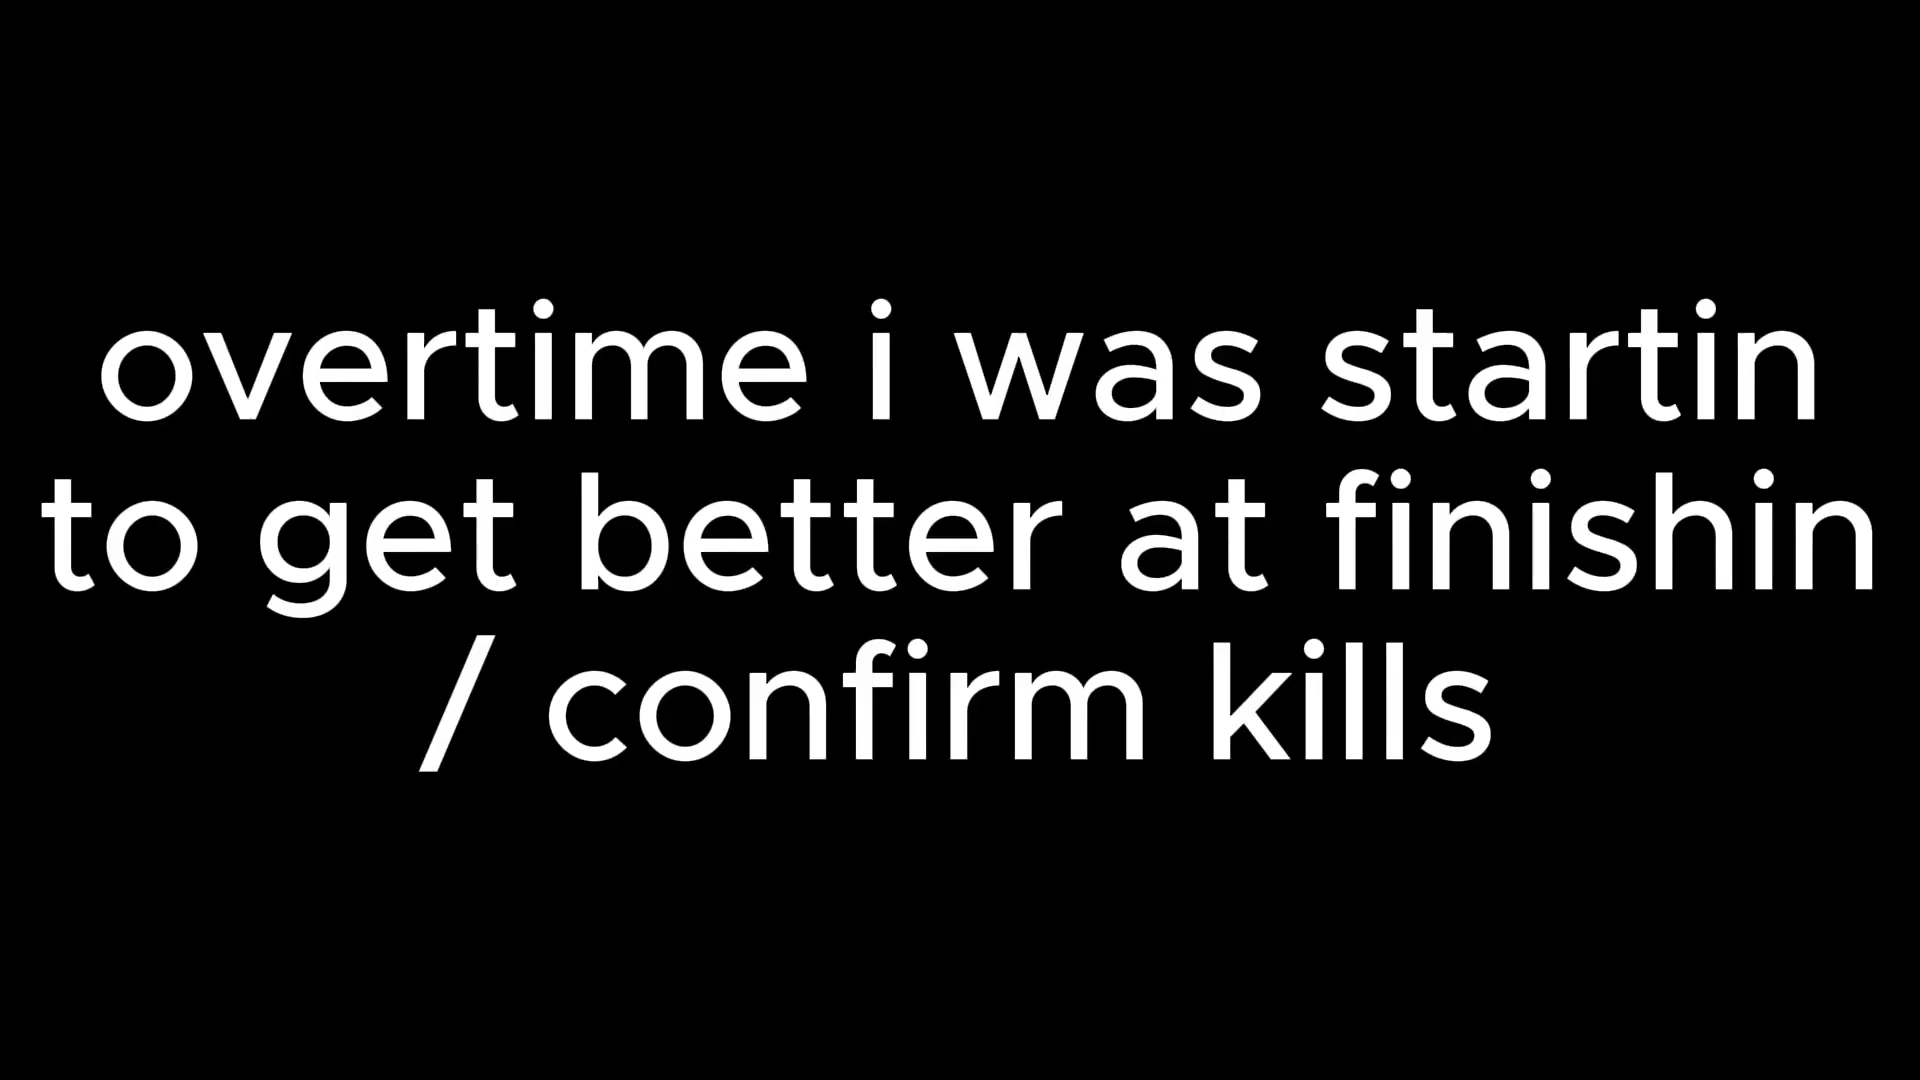 overtime i was startin
to get better at finishin
/ confirm kills